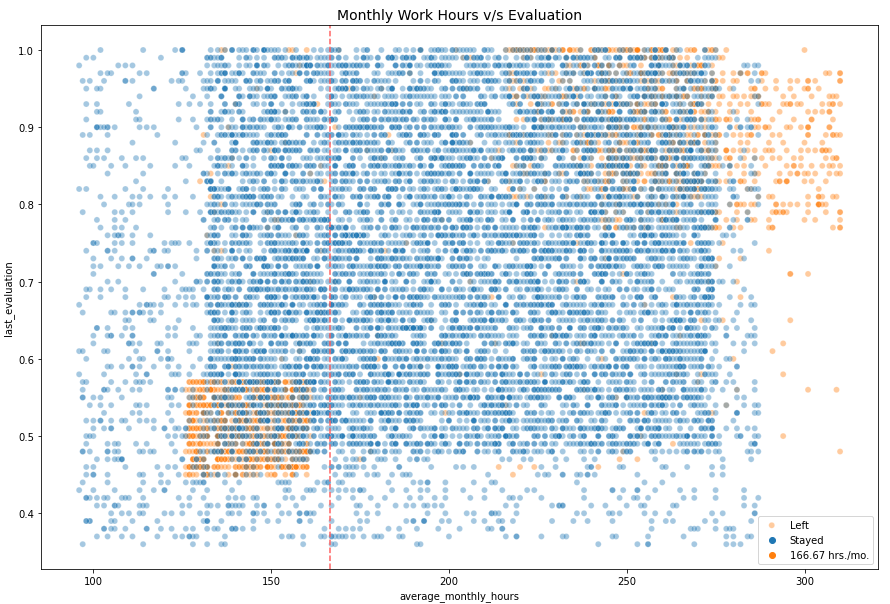 Monthly Work Hours v/s Evaluation
last_evaluation
1.0
0.9
0.8
0.7
0.6
0.5
0.4
Left
Stayed
166.67 hrs./mo.
100
150
200
250
300
average_monthly_hours